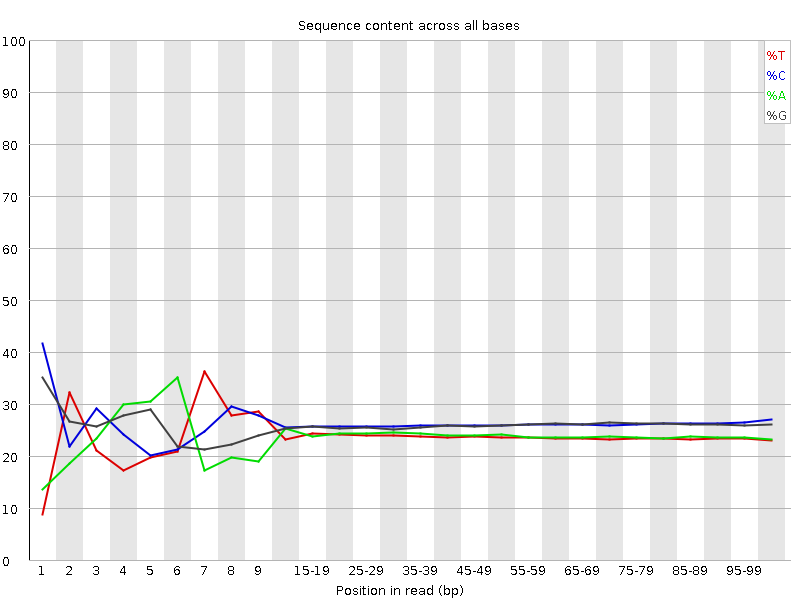 Sequence content across all bases
100
90
80
70
60
50
40
30
20
10
0
%T
%C
%A
%G
1 2 3 4 5 6 7 8 9 15-19 25-29 35-39 45-49 55-59 65-69 75-79 85-89 95-99
Position in read (bp)